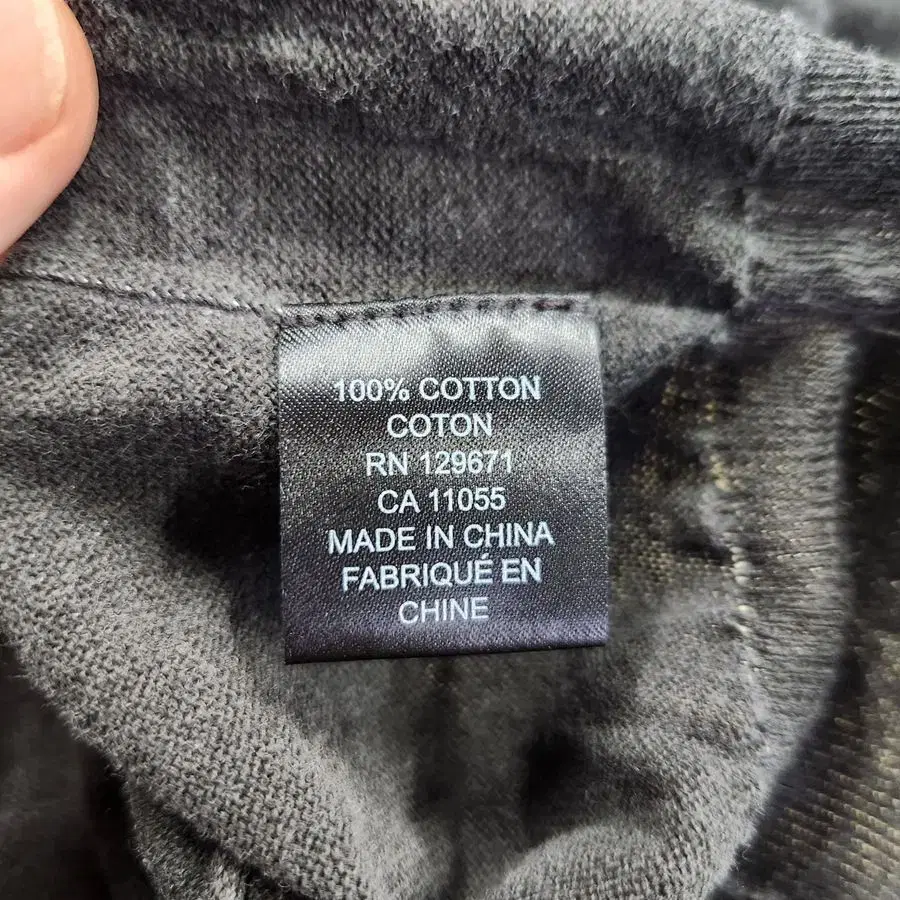 100% COTTON
COTON
RN 129671
CA 11055
MADE IN CHINA
FABRIQUÉ EN
CHINE